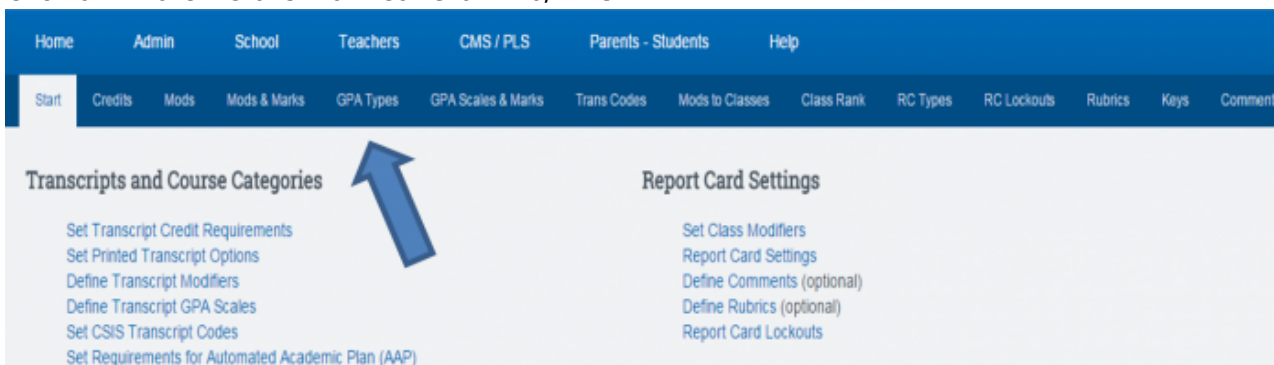 Home Admin School Teachers CMS / PLS Parents - Students Help
Start Credits Mods Mods & Marks GPA Types GPA Scales & Marks Trans Codes Mods to Classes Class Rank RC Types RC Lockouts Rubrics Keys Comment
Transcripts and Course Categories
Set Transcript Credit Requirements
Set Printed Transcript Options
Define Transcript Modifiers
Define Transcript GPA Scales
Set CSIS Transcript Codes
Set Requirements for Automated Academic Plan (AAP)
Report Card Settings
Set Class Modifiers
Report Card Settings
Define Comments (optional)
Define Rubrics (optional)
Report Card Lockouts